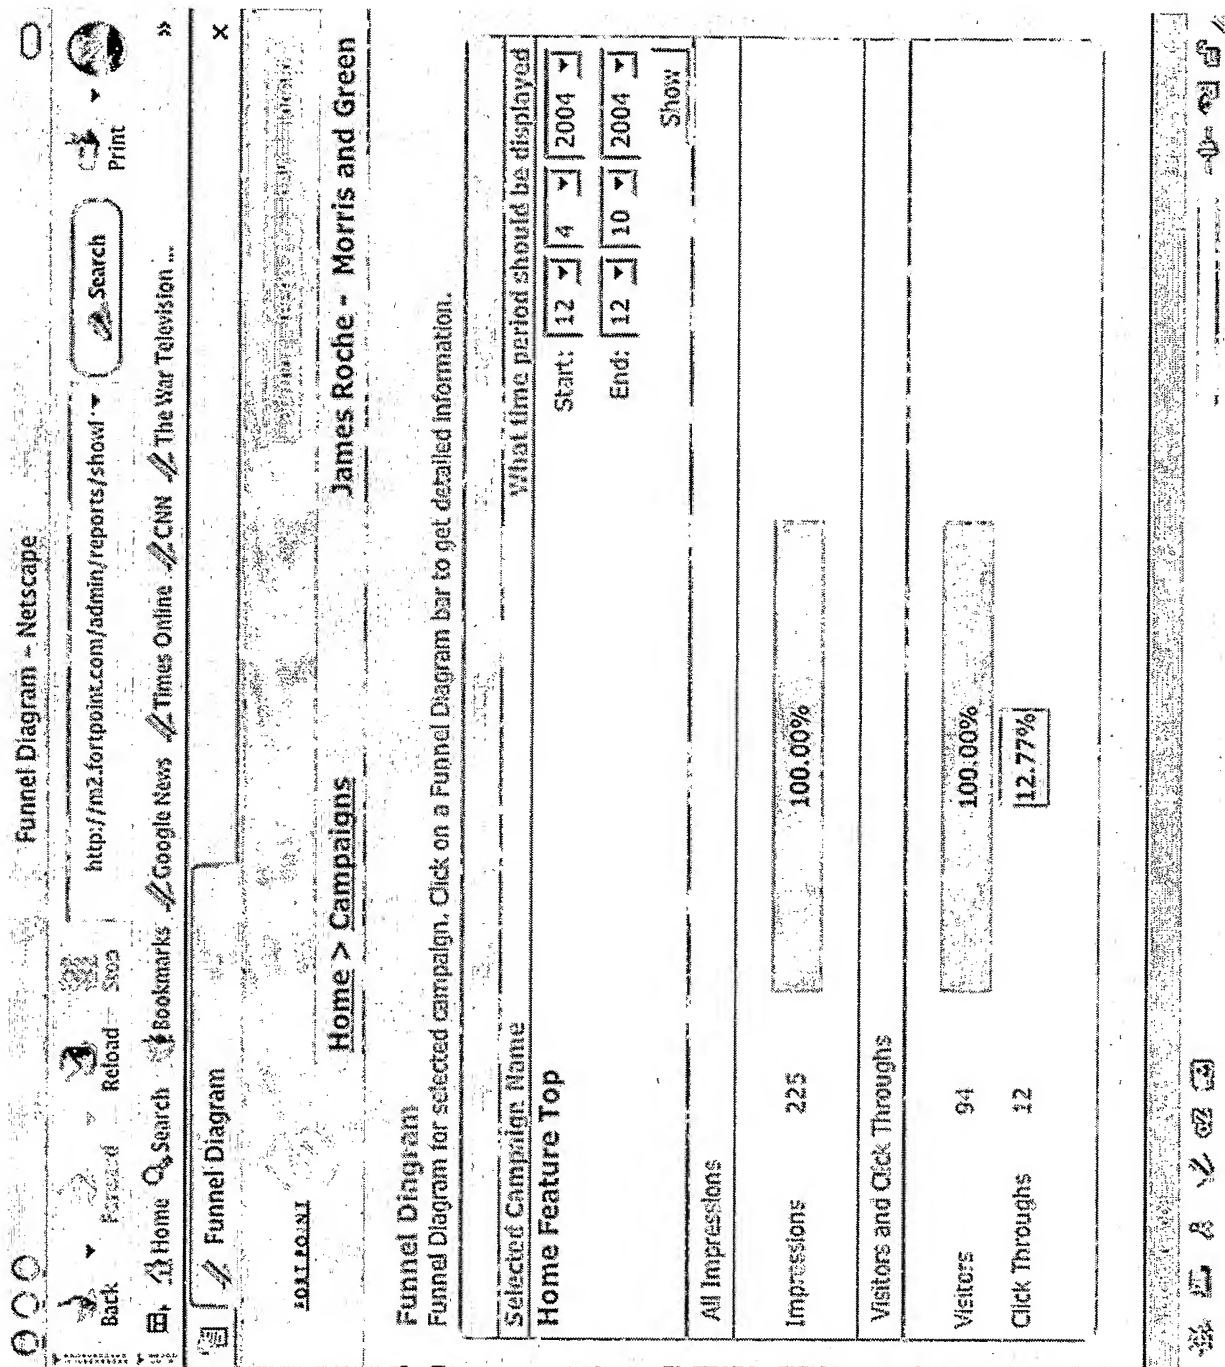 Funnel Diagram - Netscape
Back Forward Reload Stop http://m2.fortpoint.com/admin/reports/showF Search Print
Home Search Bookmarks Google News Times Online CNN The War Television ... »
Funnel Diagram ×
FORT POINT
Home > Campaigns James Roche - Morris and Green
Funnel Diagram
Funnel Diagram for selected campaign. Click on a Funnel Diagram bar to get detailed information.
Selected Campaign Name What time period should be displayed
Home Feature Top Start: 12 4 2004
End: 12 10 2004
Show
All Impressions
Impressions 225 100.00%
Visitors and Click Throughs
Visitors 94 100.00%
Click Throughs 12 12.77%